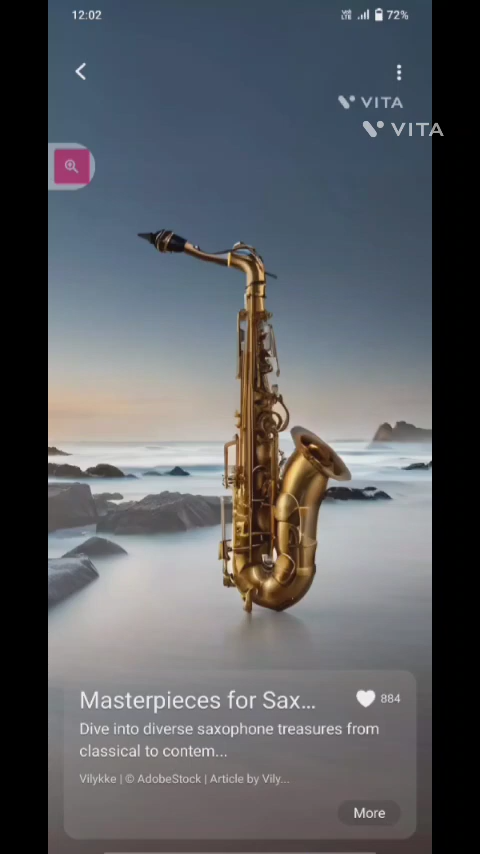 12:02
72%
VITA
VITA
Masterpieces for Sax...
884
Dive into diverse saxophone treasures from
classical to contem...
Vilykke | © AdobeStock | Article by Vily...
More